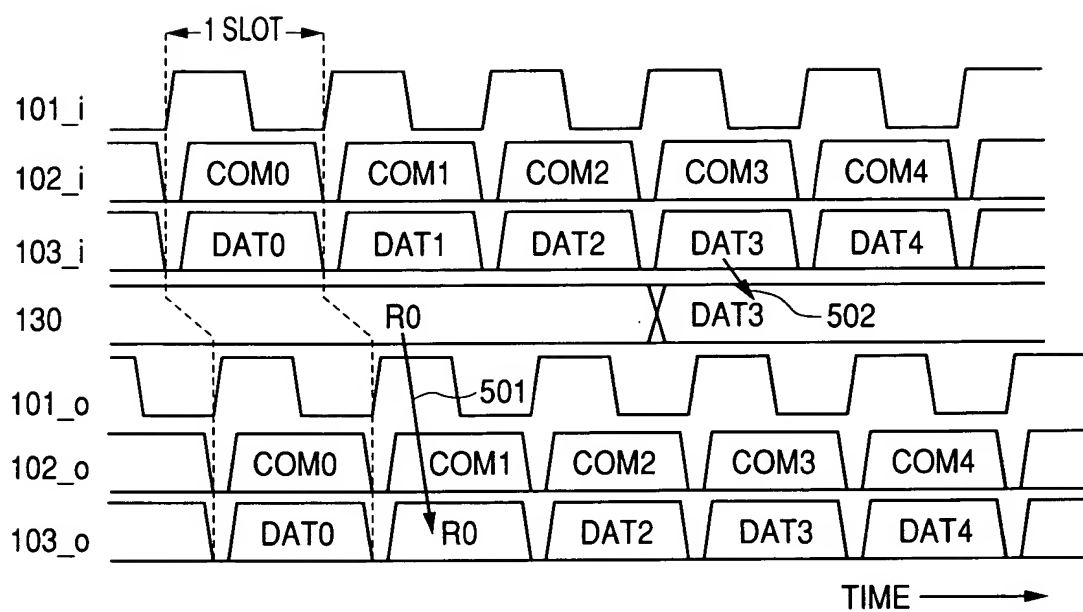 1 SLOT
101_i
102_i COM0 COM1 COM2 COM3 COM4
103_i DAT0 DAT1 DAT2 DAT3 DAT4
130 R0 DAT3 502
101_o 501
102_o COM0 COM1 COM2 COM3 COM4
103_o DAT0 R0 DAT2 DAT3 DAT4
TIME